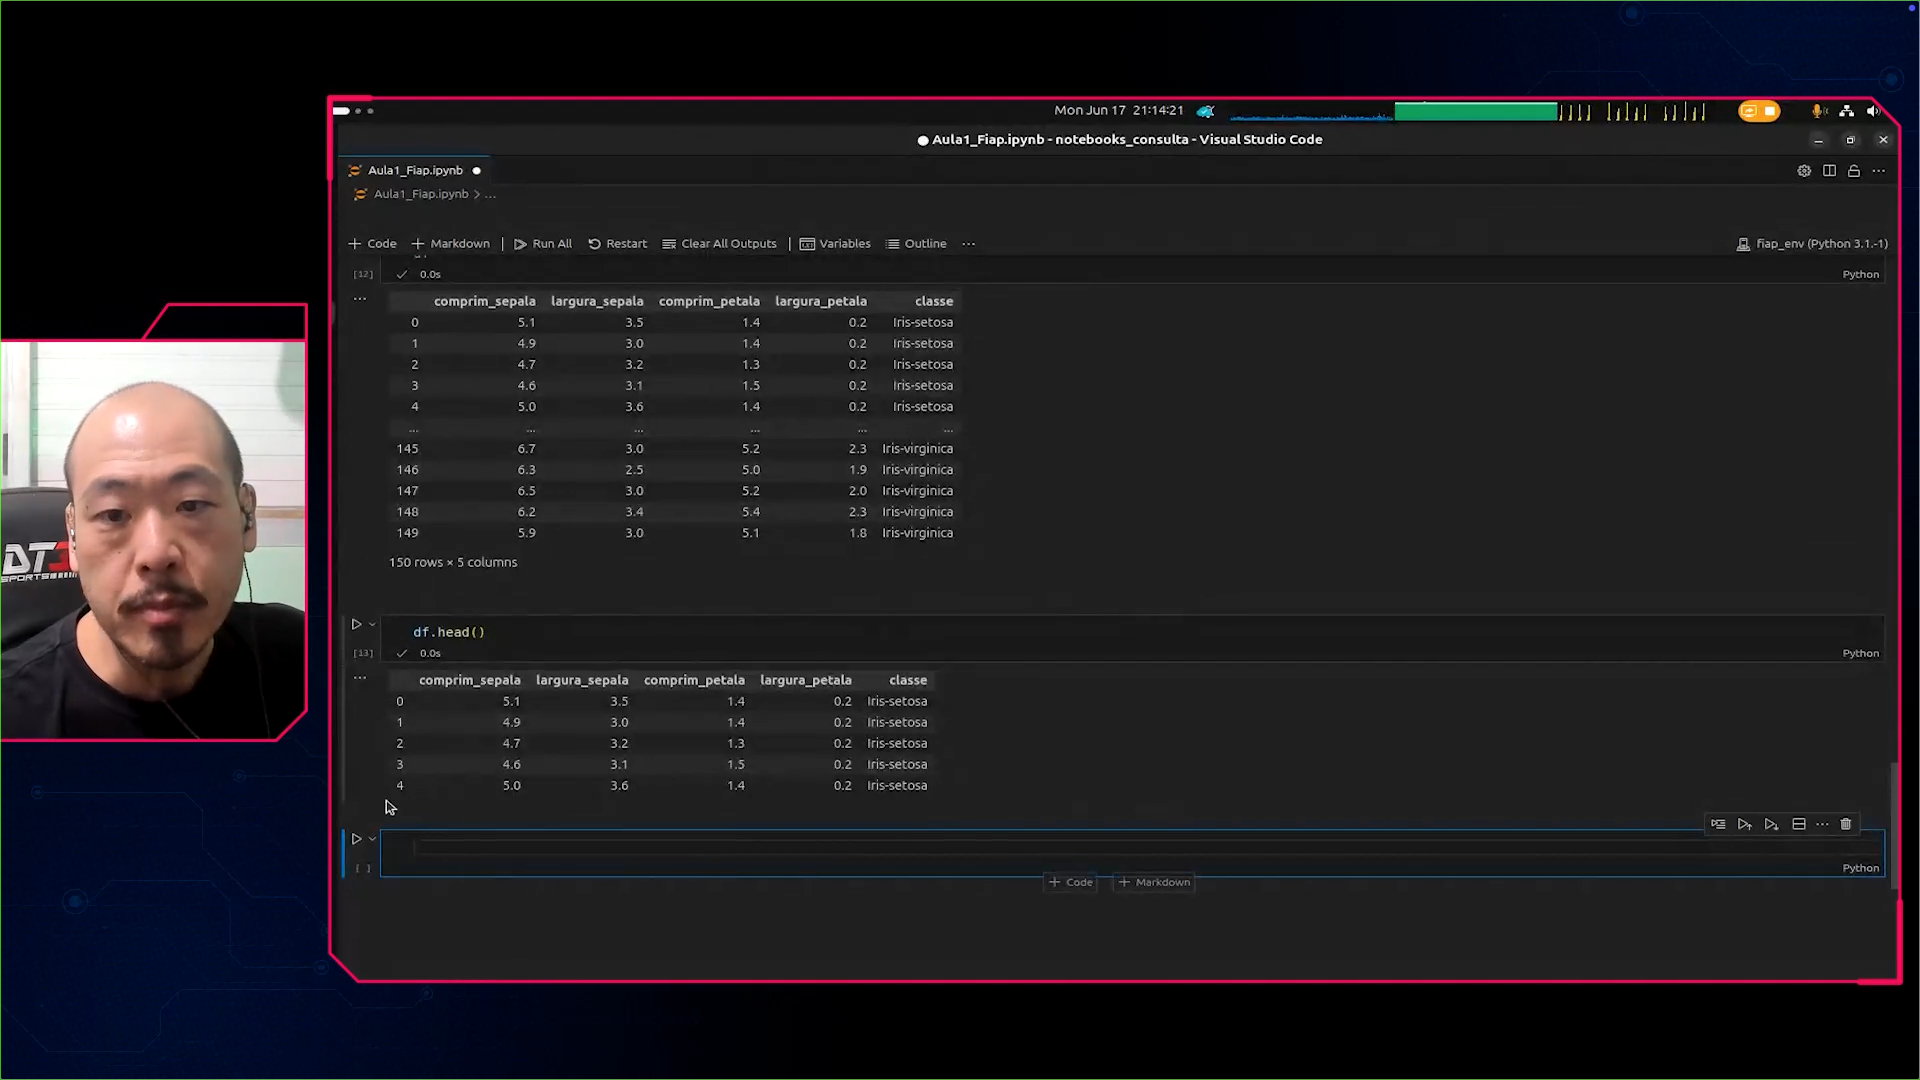 Mon Jun 17 21:14:21
Aula1_Fiap.ipynb - notebooks_consulta - Visual Studio Code
Aula1_Fiap.ipynb
Aula1_Fiap.ipynb > ...
+ Code + Markdown | Run All Restart Clear All Outputs | Variables Outline ... fiap_env (Python 3.1.-1)
[12] 0.0s Python
comprim_sepala largura_sepala comprim_petala largura_petala classe
0 5.1 3.5 1.4 0.2 Iris-setosa
1 4.9 3.0 1.4 0.2 Iris-setosa
2 4.7 3.2 1.3 0.2 Iris-setosa
3 4.6 3.1 1.5 0.2 Iris-setosa
4 5.0 3.6 1.4 0.2 Iris-setosa
... ... ... ... ... ...
145 6.7 3.0 5.2 2.3 Iris-virginica
146 6.3 2.5 5.0 1.9 Iris-virginica
147 6.5 3.0 5.2 2.0 Iris-virginica
148 6.2 3.4 5.4 2.3 Iris-virginica
149 5.9 3.0 5.1 1.8 Iris-virginica
150 rows × 5 columns
df.head()
[13] 0.0s Python
comprim_sepala largura_sepala comprim_petala largura_petala classe
0 5.1 3.5 1.4 0.2 Iris-setosa
1 4.9 3.0 1.4 0.2 Iris-setosa
2 4.7 3.2 1.3 0.2 Iris-setosa
3 4.6 3.1 1.5 0.2 Iris-setosa
4 5.0 3.6 1.4 0.2 Iris-setosa
[ ] Python
+ Code + Markdown
DT3
SPORTS